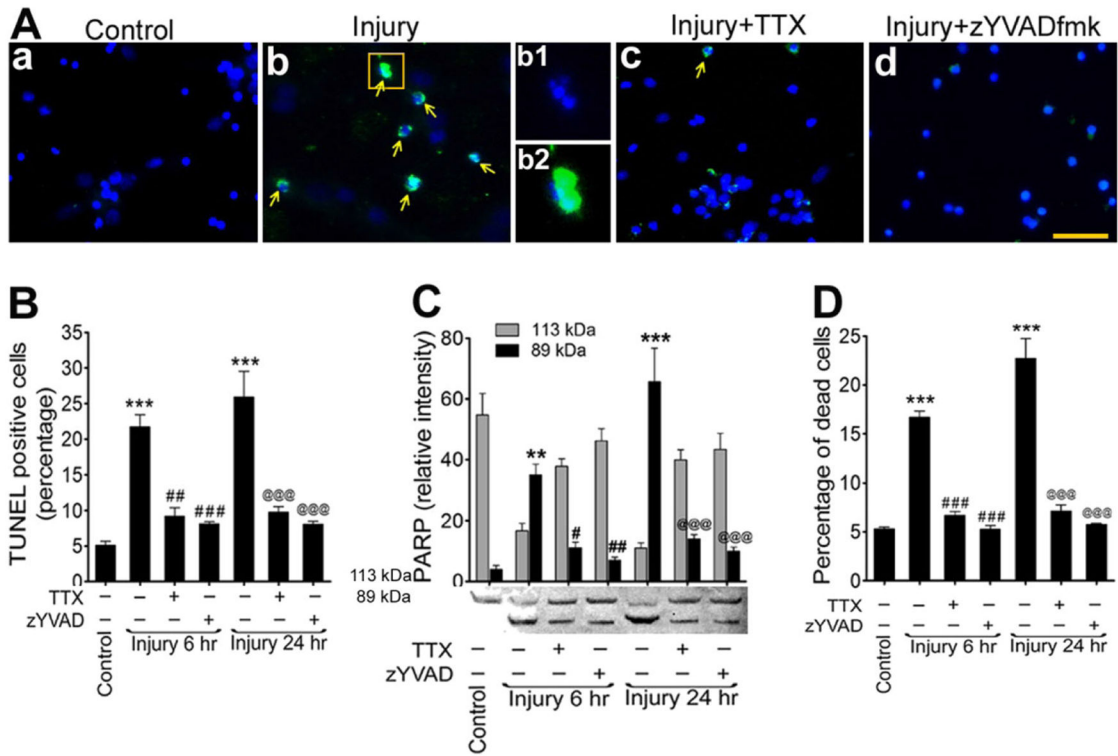 A
Control
Injury
Injury+TTX
Injury+zYVADfmk
a
b
b1
b2
c
d
B
TUNEL positive cells
(percentage)
35
30
25
20
15
10
5
0
***
##
###
***
@@@
@@@
TTX
zYVAD
– – + – – + –
– – – + – – +
Control
Injury 6 hr
Injury 24 hr
C
PARP (relative intensity)
80
60
40
20
0
113 kDa
89 kDa
**
#
##
***
@@@
@@@
113 kDa
89 kDa
TTX
zYVAD
– – + – – + –
– – – + – – +
Control
Injury 6 hr
Injury 24 hr
D
Percentage of dead cells
25
20
15
10
5
0
***
###
###
***
@@@
@@@
TTX
zYVAD
– – + – – + –
– – – + – – +
Control
Injury 6 hr
Injury 24 hr